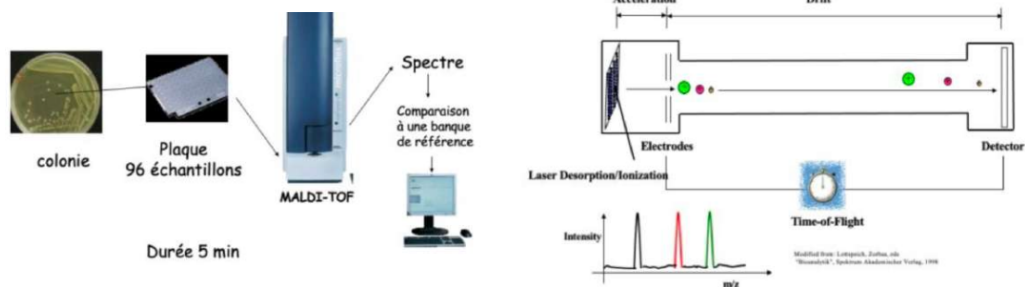 colonie
Plaque
96 échantillons
MALDI-TOF
Spectre
Comparaison
à une banque
de référence
Durée 5 min
Acceleration
Drift
Electrodes
Detector
Laser Desorption/Ionization
Time-of-Flight
Intensity
m/z
Modified from: Lottspeich, Zorbas, eds
"Bioanalytik", Spektrum Akademischer Verlag, 1998